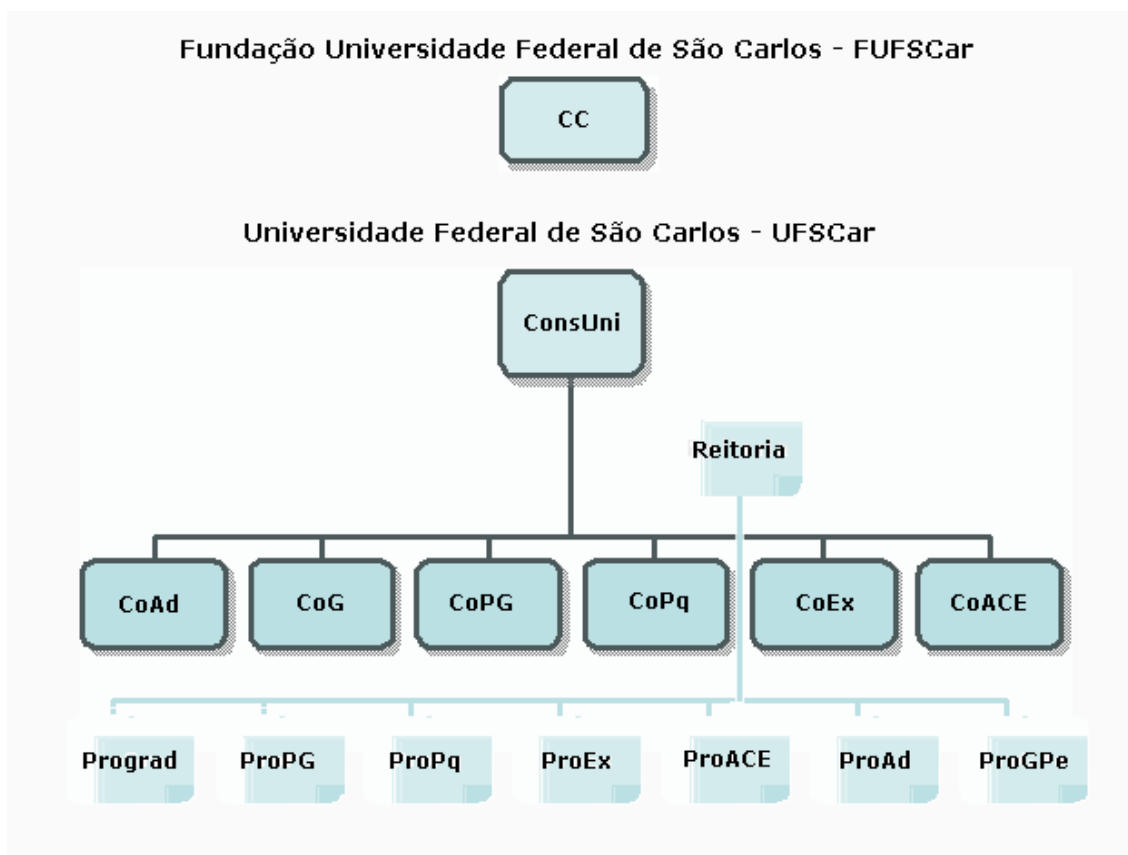 Fundação Universidade Federal de São Carlos - FUFSCar
CC
Universidade Federal de São Carlos - UFSCar
ConsUni
Reitoria
CoAd CoG CoPG CoPq CoEx CoACE
Prograd ProPG ProPq ProEx ProACE ProAd ProGPe